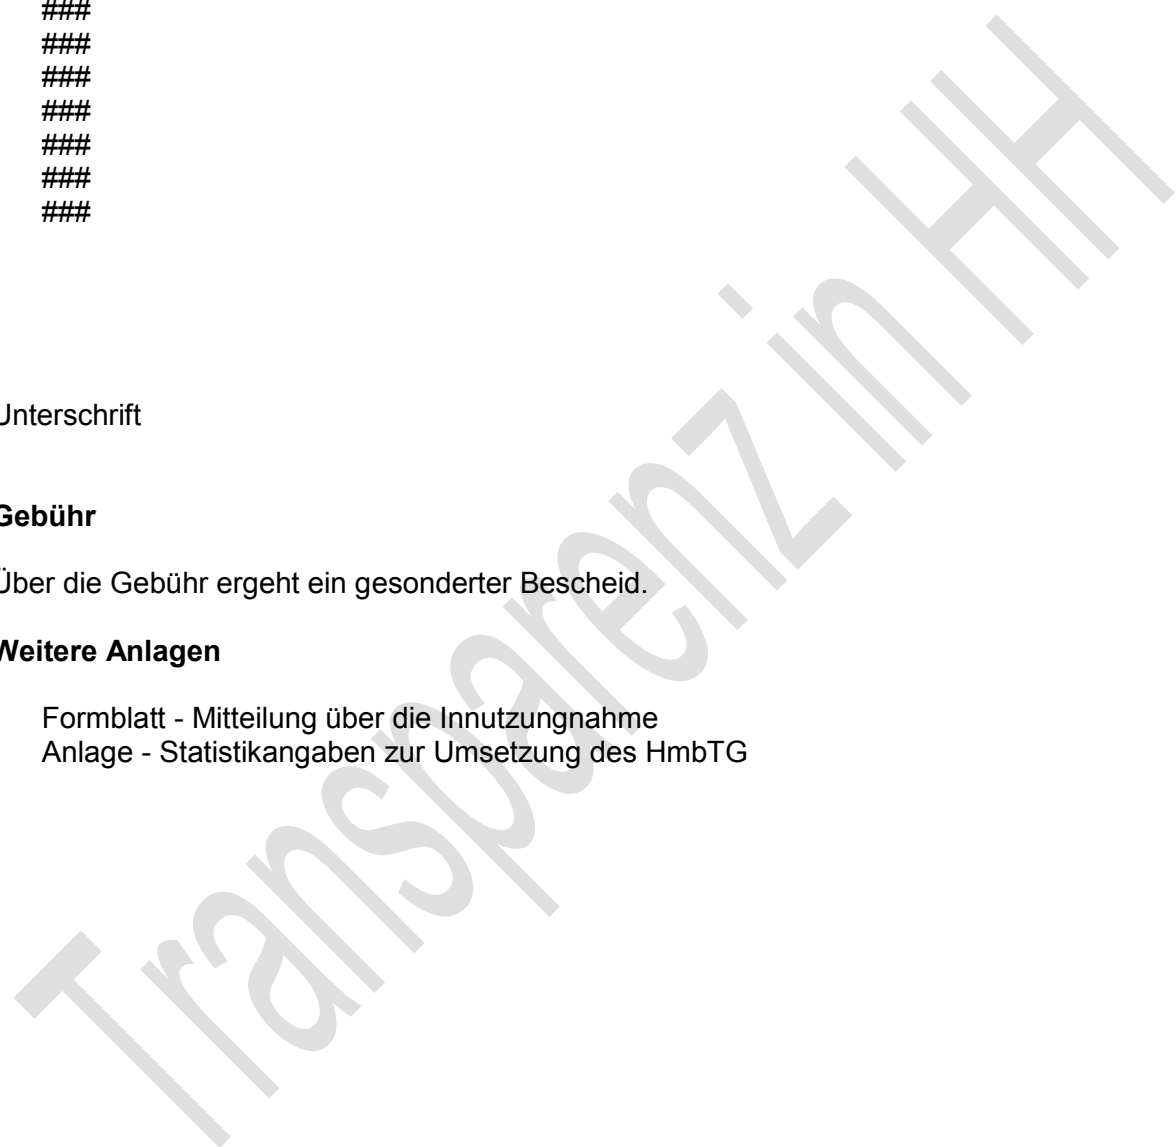 ###
###
###
###
###
###
###
Unterschrift
Gebühr
Über die Gebühr ergeht ein gesonderter Bescheid.
Weitere Anlagen
Formblatt - Mitteilung über die Innutzungnahme
Anlage - Statistikangaben zur Umsetzung des HmbTG
Transparenz in HH